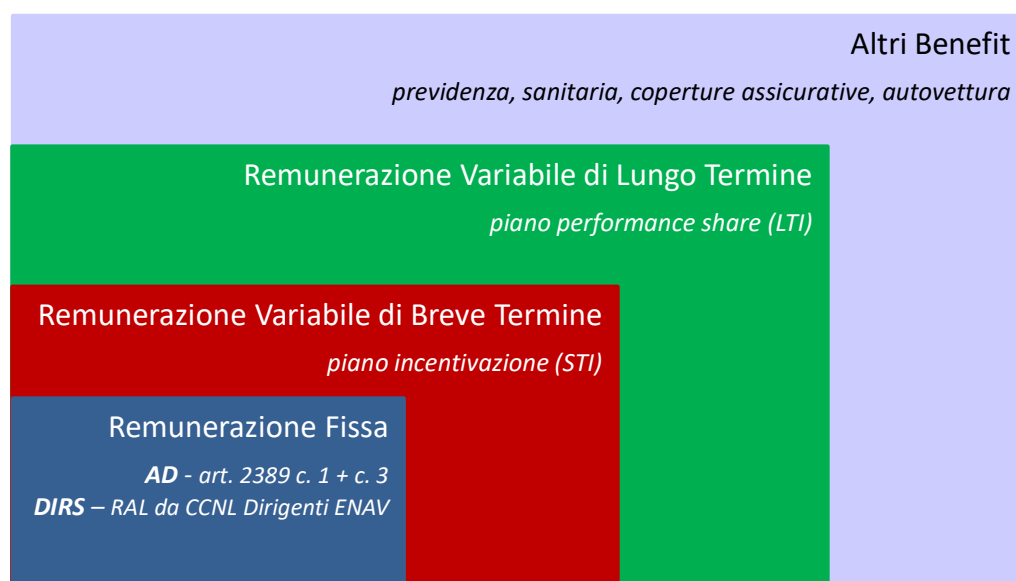 Altri Benefit
previdenza, sanitaria, coperture assicurative, autovettura
Remunerazione Variabile di Lungo Termine
piano performance share (LTI)
Remunerazione Variabile di Breve Termine
piano incentivazione (STI)
Remunerazione Fissa
AD - art. 2389 c. 1 + c. 3
DIRS – RAL da CCNL Dirigenti ENAV